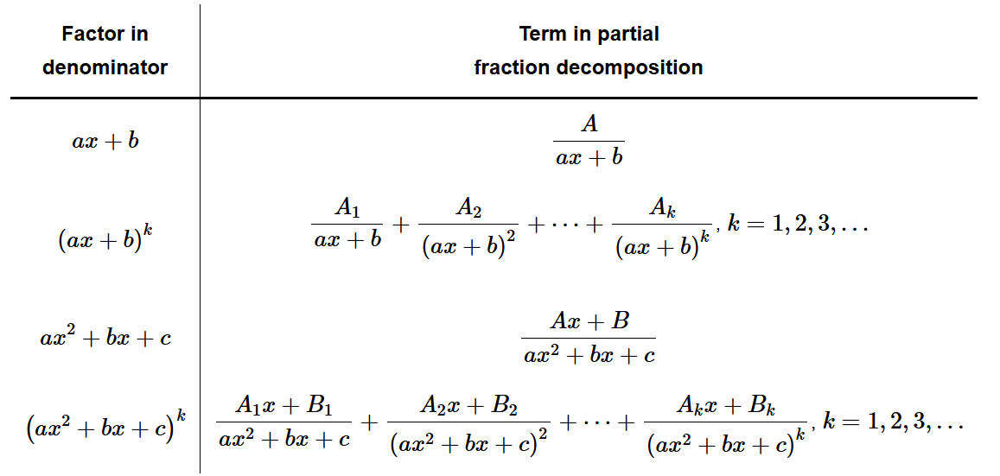 Factor in denominator | Term in partial fraction decomposition
ax + b | \frac{A}{ax + b}
(ax + b)^k | \frac{A_1}{ax + b} + \frac{A_2}{(ax + b)^2} + \cdots + \frac{A_k}{(ax + b)^k}, k = 1, 2, 3, \ldots
ax^2 + bx + c | \frac{Ax + B}{ax^2 + bx + c}
(ax^2 + bx + c)^k | \frac{A_1x + B_1}{ax^2 + bx + c} + \frac{A_2x + B_2}{(ax^2 + bx + c)^2} + \cdots + \frac{A_kx + B_k}{(ax^2 + bx + c)^k}, k = 1, 2, 3, \ldots